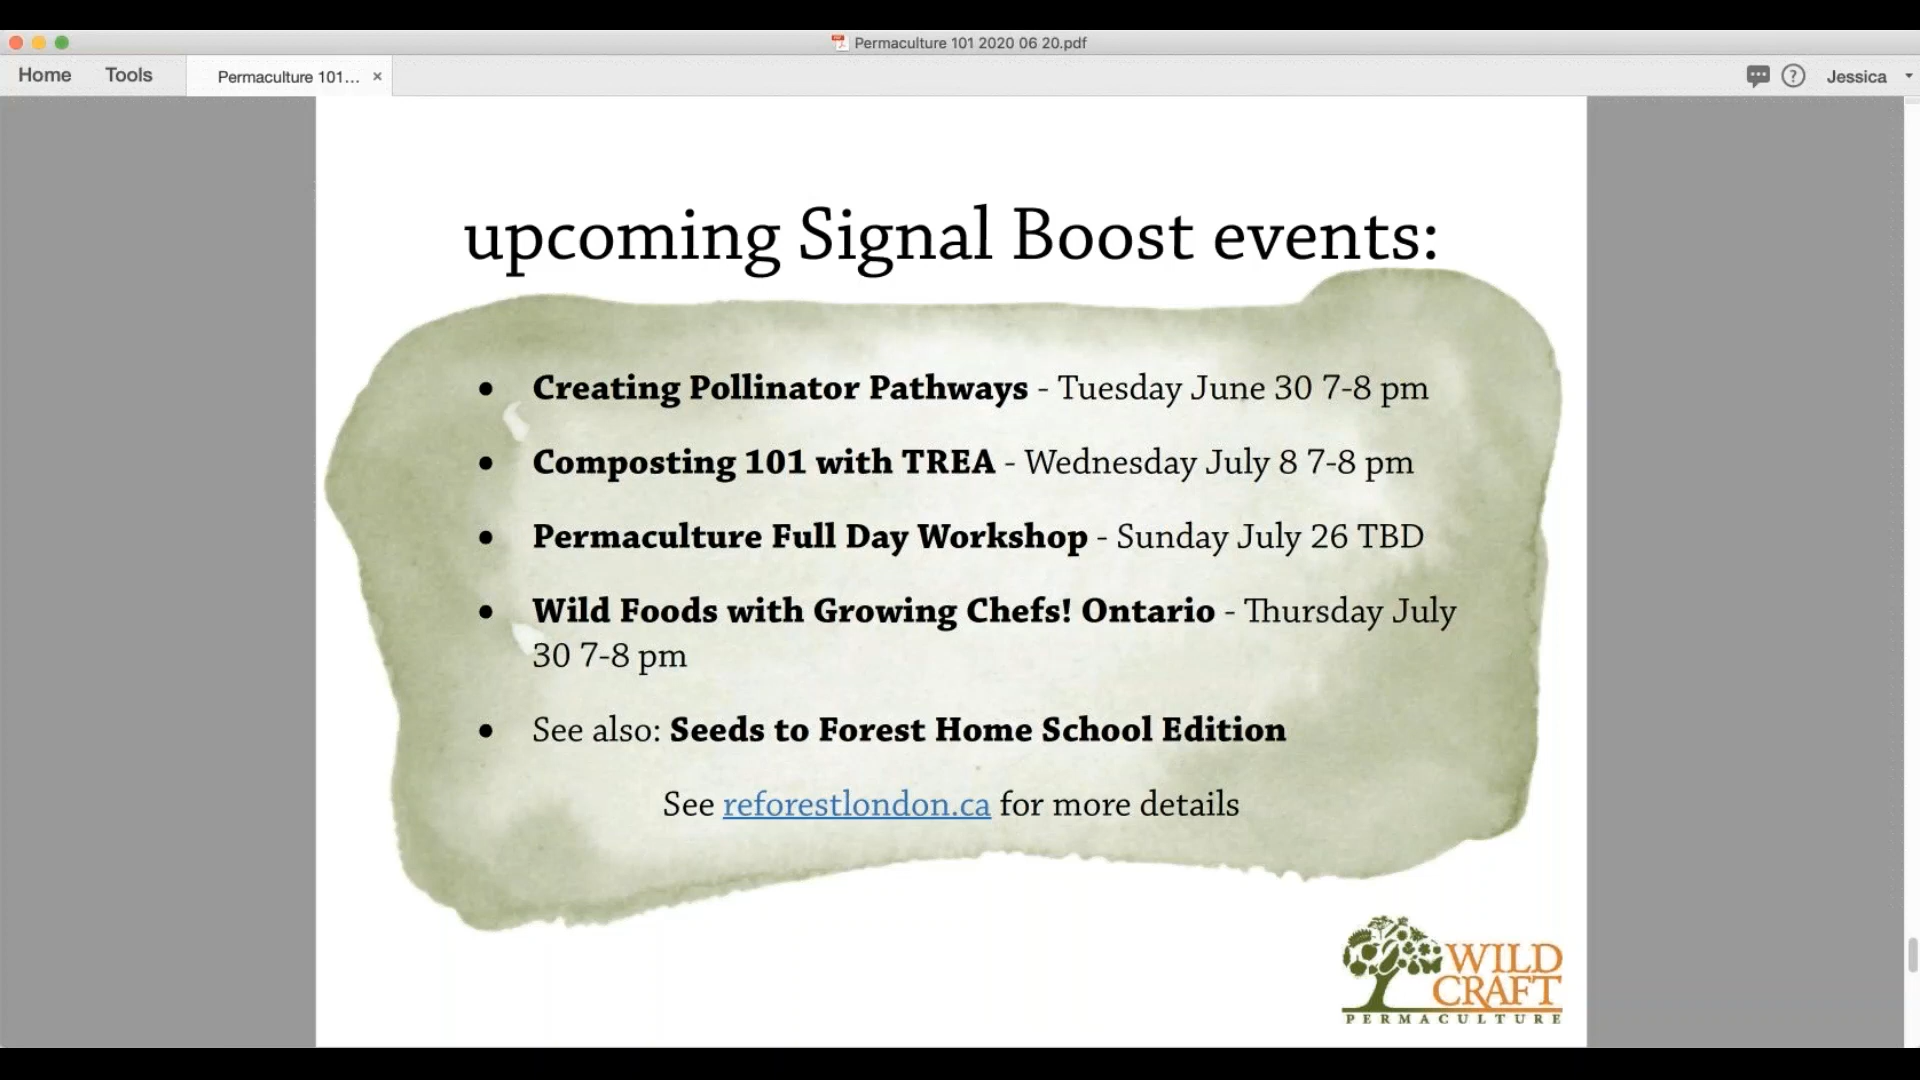 Permaculture 101 2020 06 20.pdf
Home Tools Permaculture 101... × ? Jessica
upcoming Signal Boost events:
• Creating Pollinator Pathways - Tuesday June 30 7-8 pm
• Composting 101 with TREA - Wednesday July 8 7-8 pm
• Permaculture Full Day Workshop - Sunday July 26 TBD
• Wild Foods with Growing Chefs! Ontario - Thursday July
30 7-8 pm
• See also: Seeds to Forest Home School Edition
See reforestlondon.ca for more details
WILD
CRAFT
PERMACULTURE